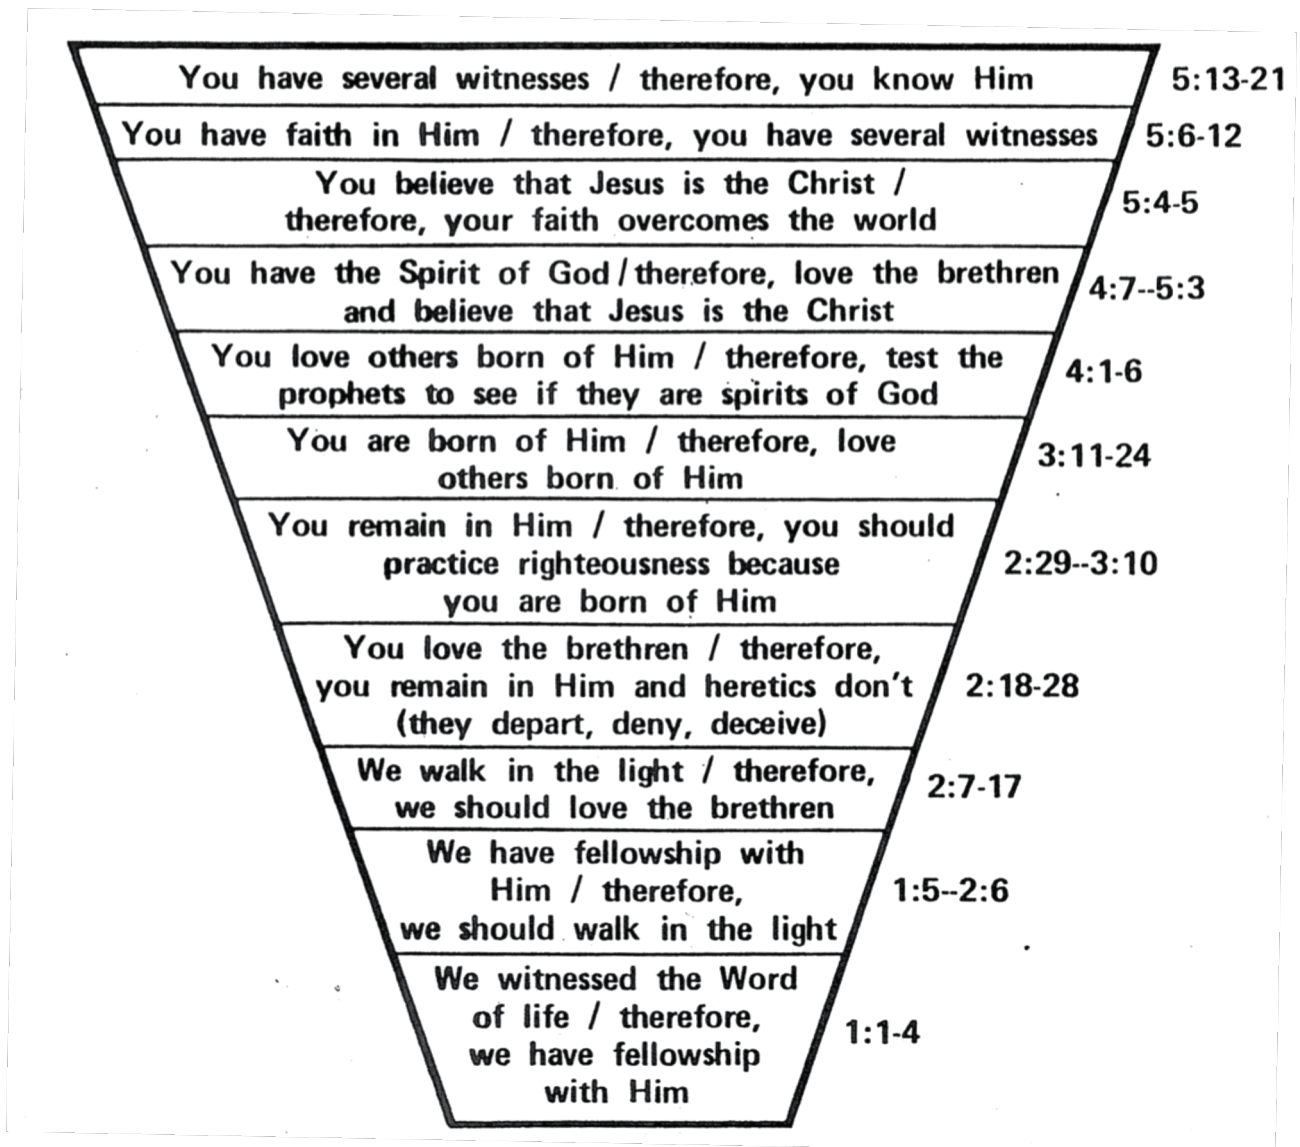 You have several witnesses / therefore, you know Him 5:13-21
You have faith in Him / therefore, you have several witnesses 5:6-12
You believe that Jesus is the Christ /
therefore, your faith overcomes the world
5:4-5
You have the Spirit of God / therefore, love the brethren
and believe that Jesus is the Christ
4:7--5:3
You love others born of Him / therefore, test the
prophets to see if they are spirits of God
4:1-6
You are born of Him / therefore, love
others born of Him
3:11-24
You remain in Him / therefore, you should
practice righteousness because
you are born of Him
2:29--3:10
You love the brethren / therefore,
you remain in Him and heretics don't
(they depart, deny, deceive)
2:18-28
We walk in the light / therefore,
we should love the brethren
2:7-17
We have fellowship with
Him / therefore,
we should walk in the light
1:5--2:6
We witnessed the Word
of life / therefore,
we have fellowship
with Him
1:1-4